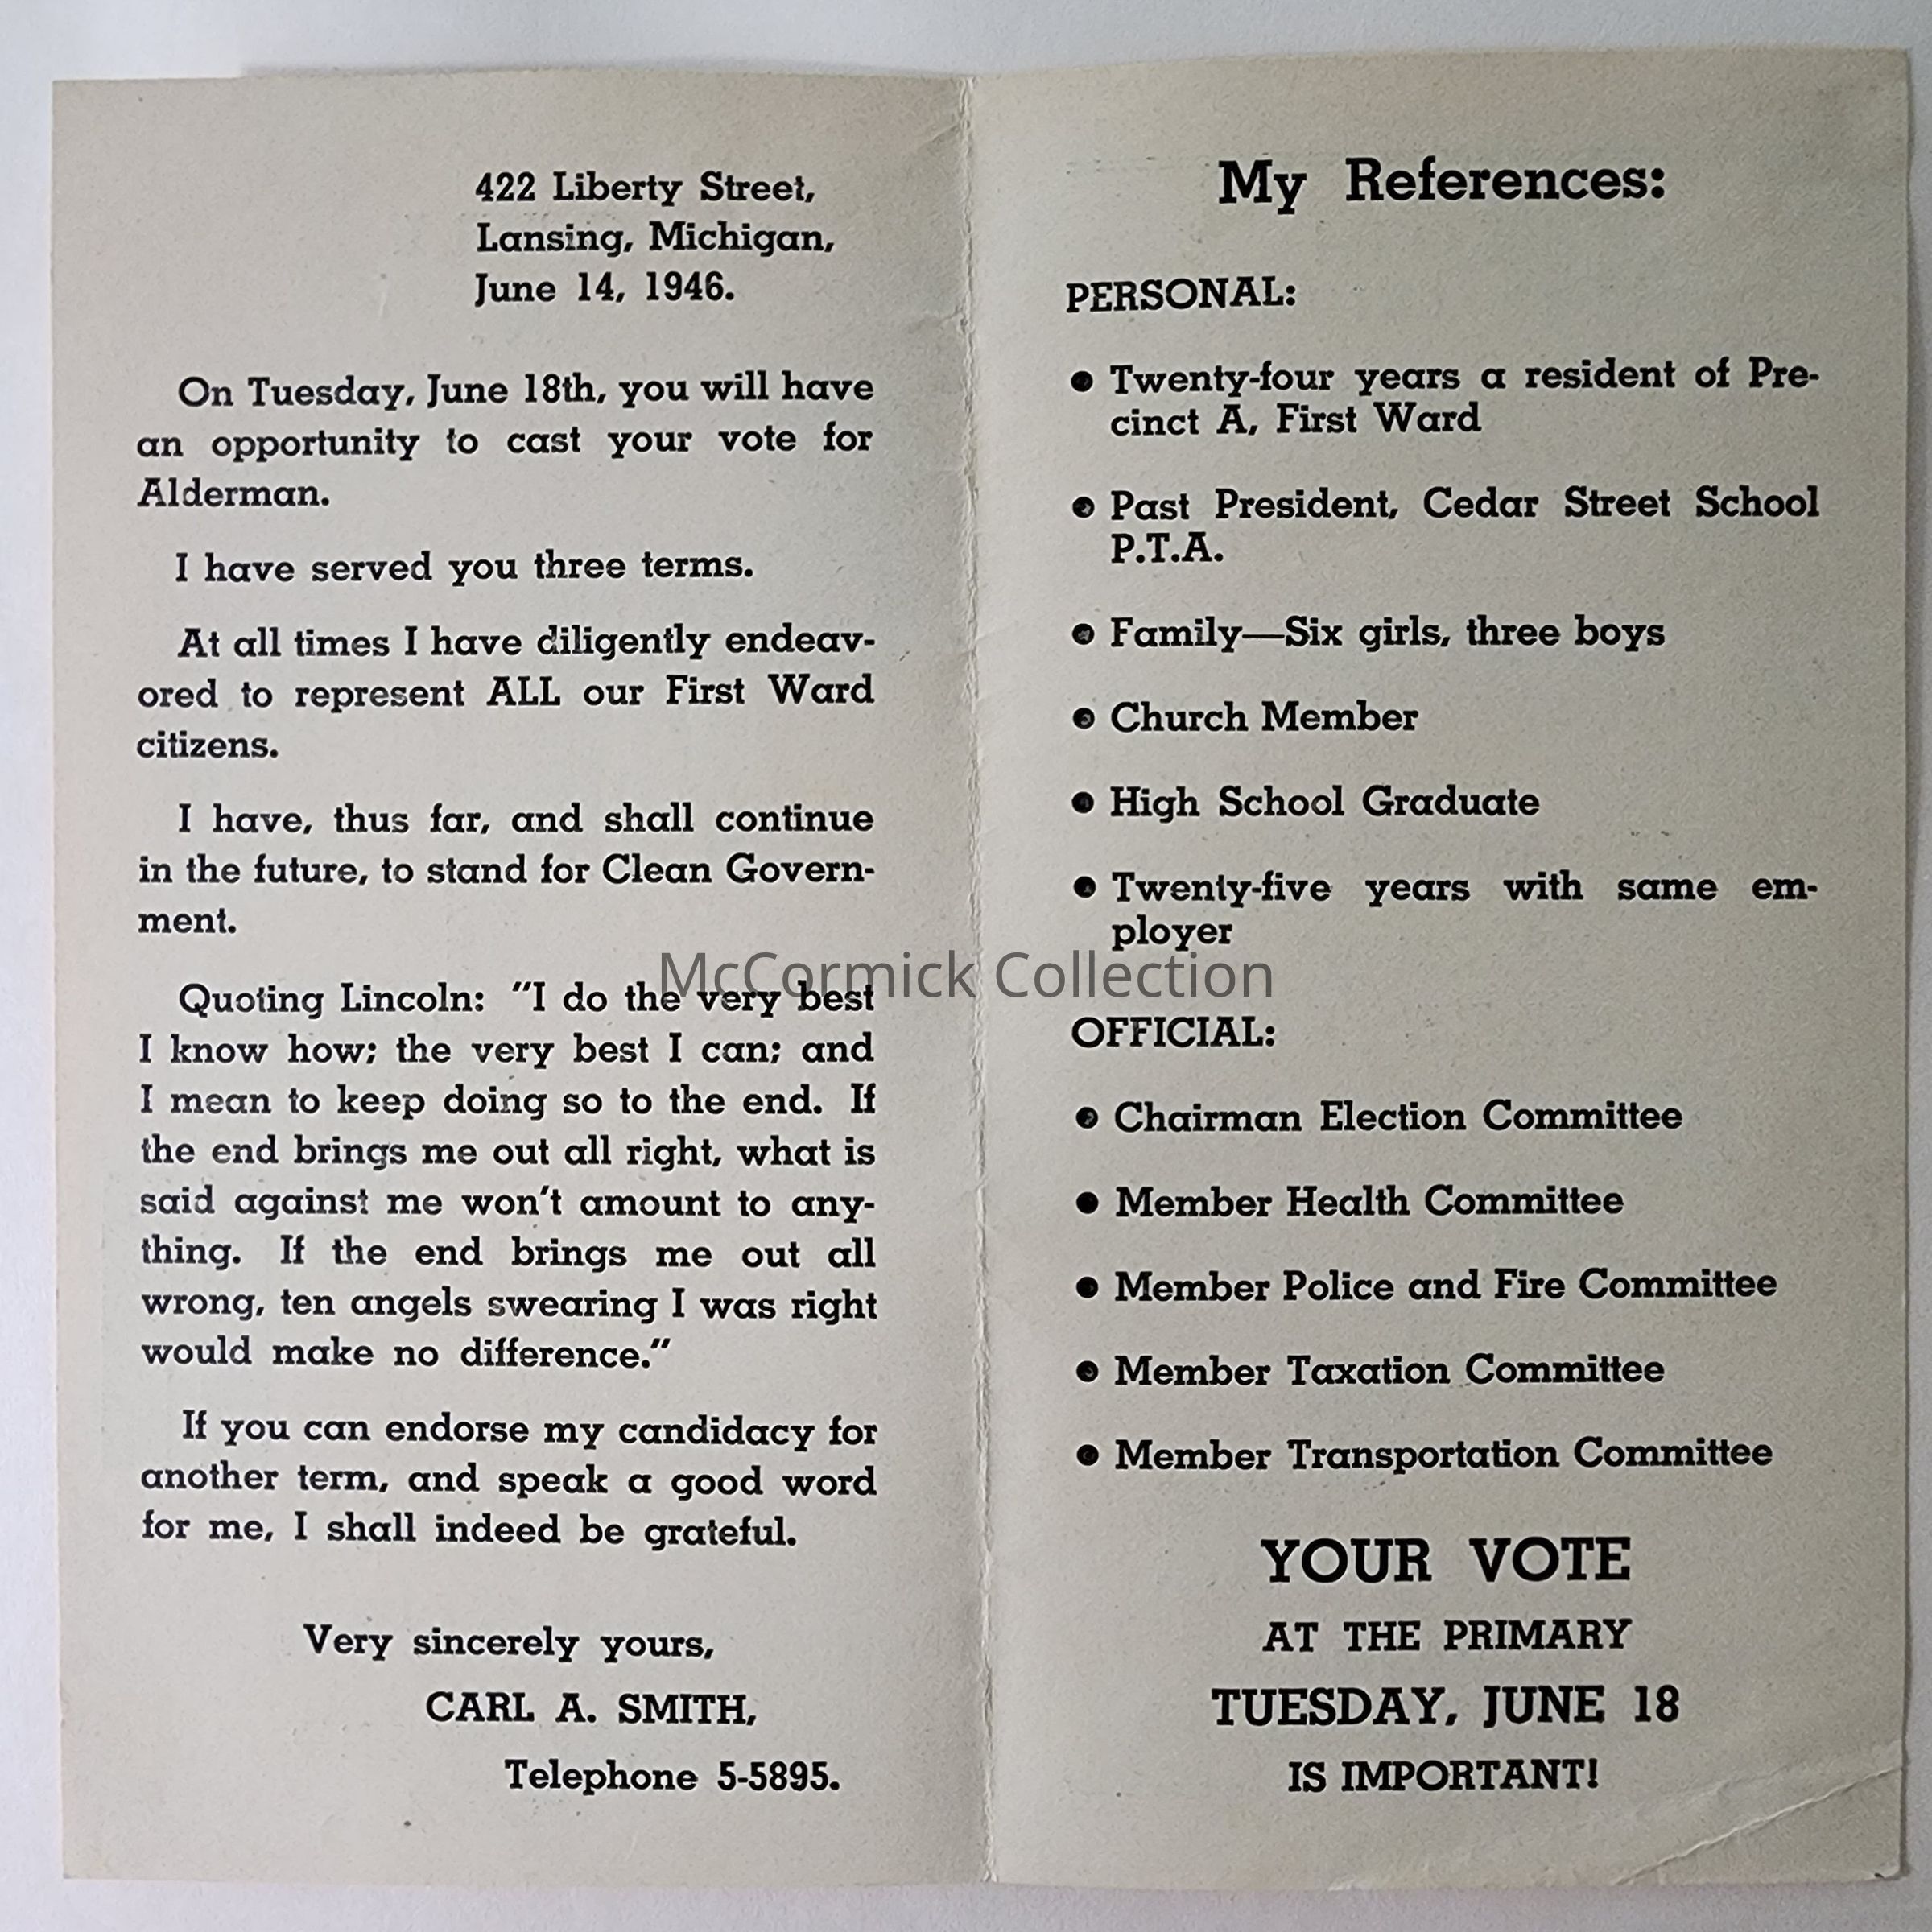 422 Liberty Street,
Lansing, Michigan,
June 14, 1946.
On Tuesday, June 18th, you will have
an opportunity to cast your vote for
Alderman.
I have served you three terms.
At all times I have diligently endeav-
ored to represent ALL our First Ward
citizens.
I have, thus far, and shall continue
in the future, to stand for Clean Govern-
ment.
Quoting Lincoln: "I do the very best
I know how; the very best I can; and
I mean to keep doing so to the end. If
the end brings me out all right, what is
said against me won't amount to any-
thing. If the end brings me out all
wrong, ten angels swearing I was right
would make no difference."
If you can endorse my candidacy for
another term, and speak a good word
for me, I shall indeed be grateful.
Very sincerely yours,
CARL A. SMITH,
Telephone 5-5895.
My References:
PERSONAL:
● Twenty-four years a resident of Pre-
cinct A, First Ward
● Past President, Cedar Street School
P.T.A.
● Family—Six girls, three boys
● Church Member
● High School Graduate
● Twenty-five years with same em-
ployer
OFFICIAL:
● Chairman Election Committee
● Member Health Committee
● Member Police and Fire Committee
● Member Taxation Committee
● Member Transportation Committee
YOUR VOTE
AT THE PRIMARY
TUESDAY, JUNE 18
IS IMPORTANT!
McCormick Collection